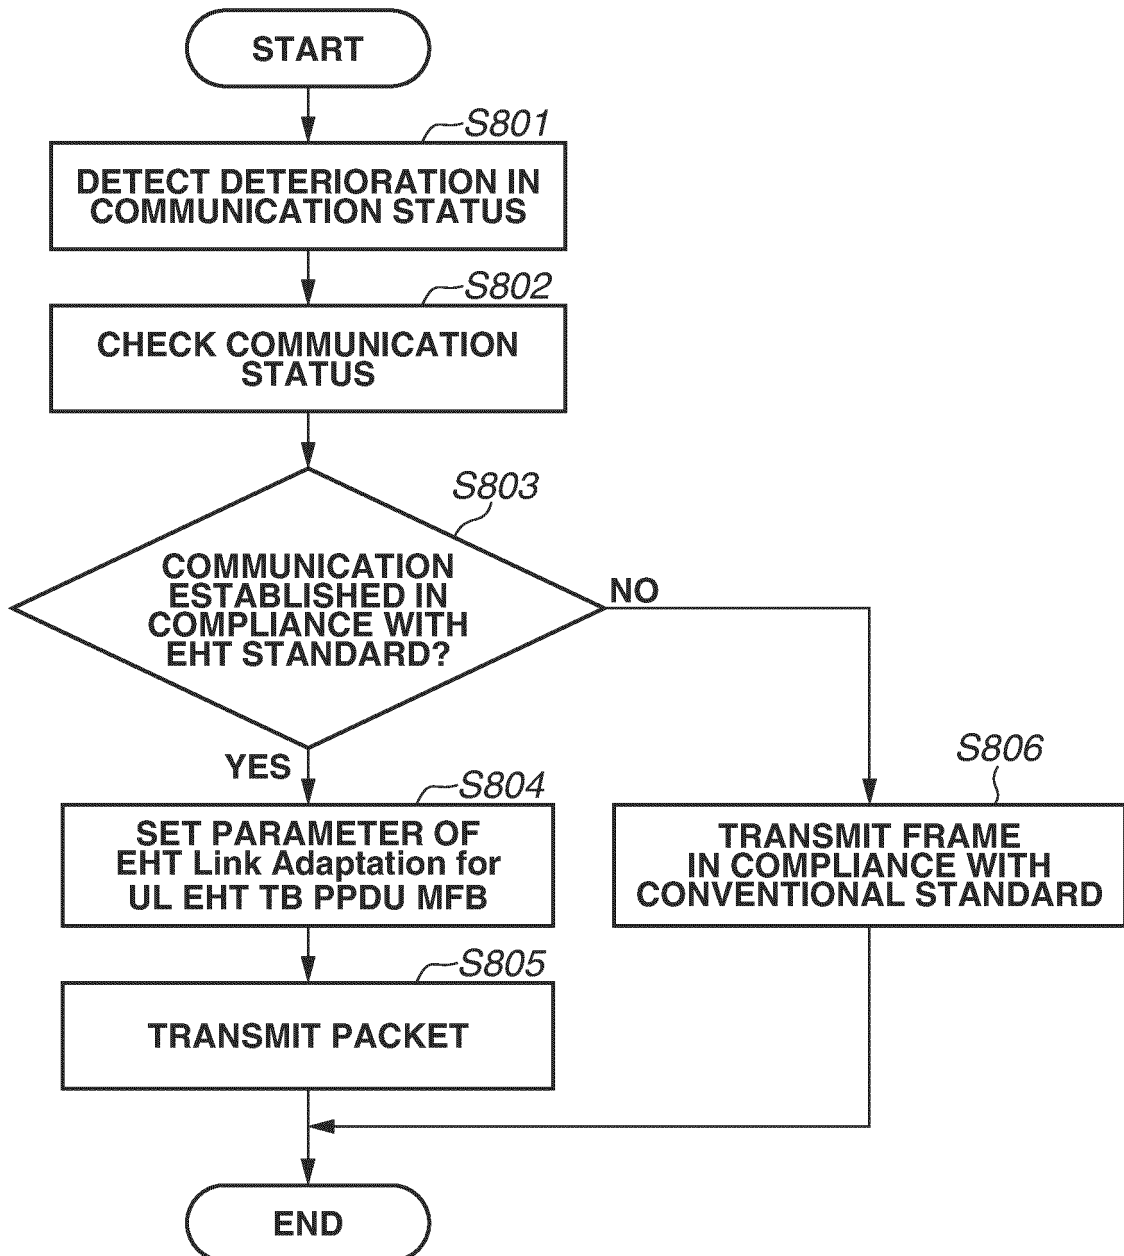 START
S801
DETECT DETERIORATION IN
COMMUNICATION STATUS
S802
CHECK COMMUNICATION
STATUS
S803
COMMUNICATION
ESTABLISHED IN
COMPLIANCE WITH
EHT STANDARD?
NO
YES
S804
SET PARAMETER OF
EHT Link Adaptation for
UL EHT TB PPDU MFB
S806
TRANSMIT FRAME
IN COMPLIANCE WITH
CONVENTIONAL STANDARD
S805
TRANSMIT PACKET
END